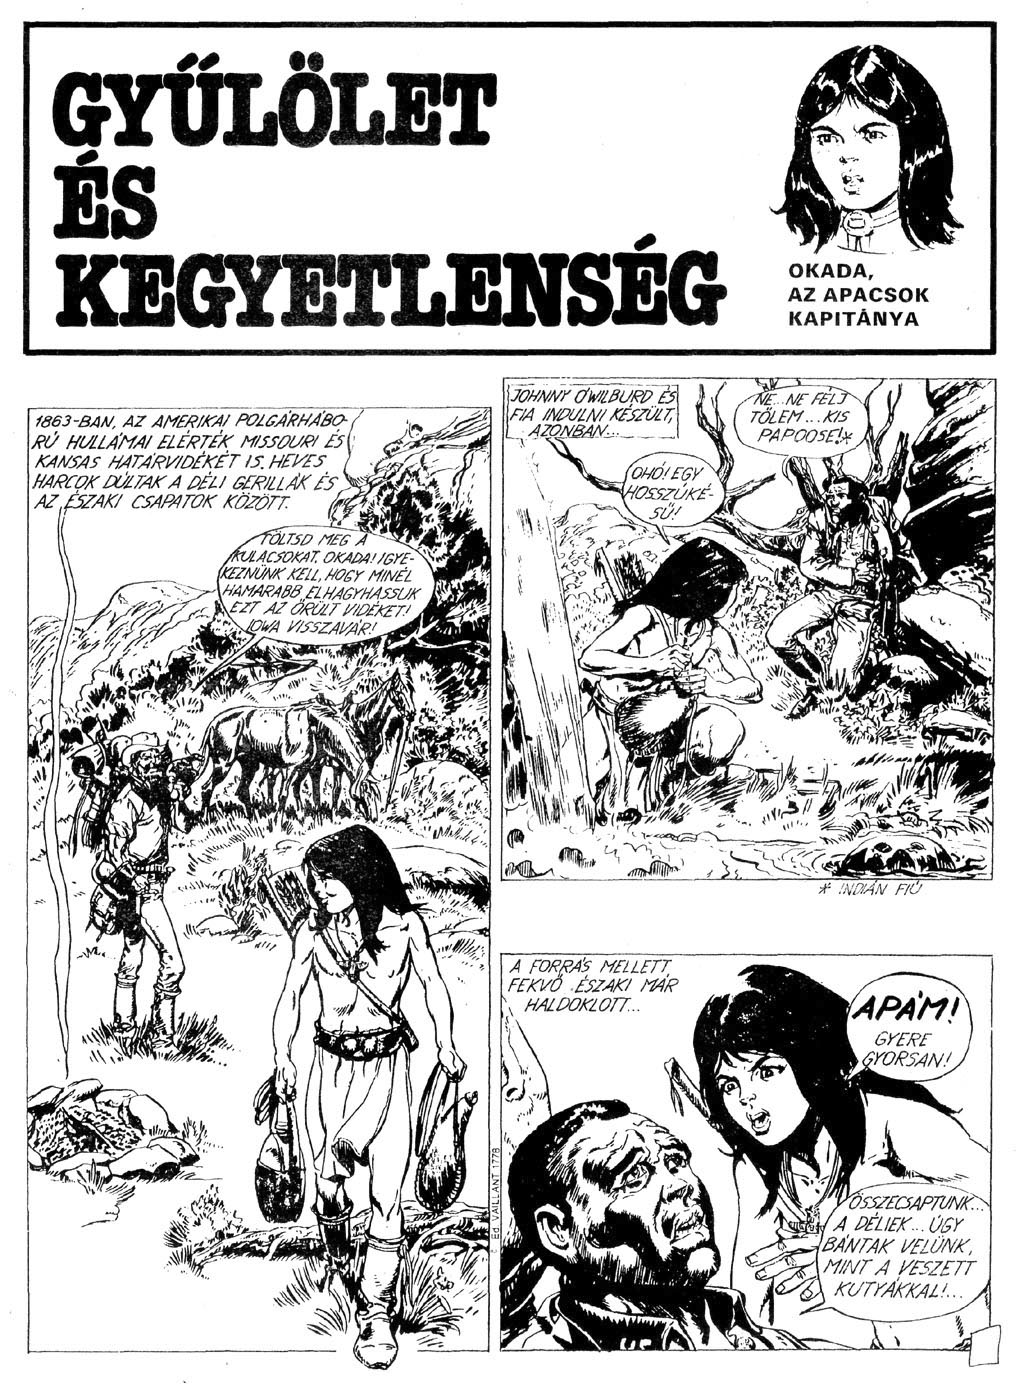 GYŰLÖLET
ÉS
KEGYETLENSÉG
OKADA,
AZ APACSOK
KAPITÁNYA
1863-BAN, AZ AMERIKAI POLGÁRHÁBO-
RÚ HULLÁMAI ELÉRTÉK MISSOURI ÉS
KANSAS HATÁRVIDÉKÉT IS. HEVES
HARCOK DÚLTAK A DÉLI GERILLÁK ÉS
AZ ÉSZAKI CSAPATOK KÖZÖTT.
TÖLTSD MEG A
KULACSOKAT, OKADA! IGYE-
KEZNÜNK KELL, HOGY MINÉL
HAMARABB ELHAGYHASSUK
EZT AZ ŐRÜLT VIDÉKET!
IOWA VISSZAVÁR!
© Ed VAILLANT 1778
JOHNNY O'WILBURD ÉS
FIA INDULNI KÉSZÜLT,
AZONBAN...
NE.. NE FÉLJ
TŐLEM... KIS
PAPOOSE!*
OHÓ! EGY
HOSSZÚKÉ-
SŰ!
* INDIÁN FIÚ
A FORRÁS MELLETT
FEKVŐ ÉSZAKI MÁR
HALDOKLOTT...
APÁM!
GYERE
GYORSAN!
ÖSSZECSAPTUNK...
A DÉLIEK... ÚGY
BÁNTAK VELÜNK,
MINT A VESZETT
KUTYÁKKAL!...
US